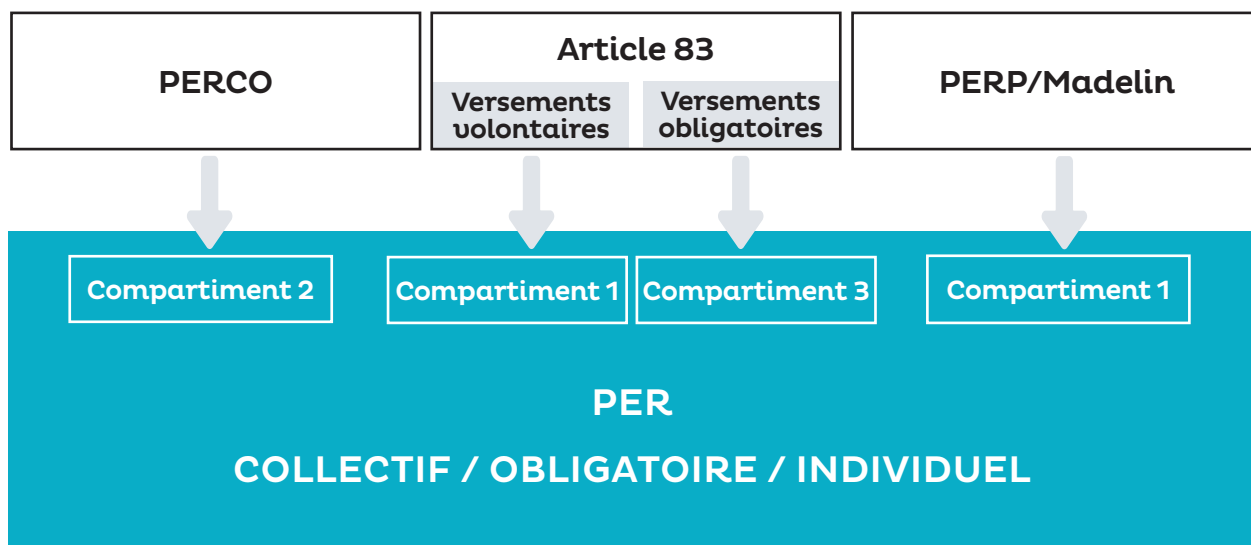 PERCO
Article 83
Versements
volontaires
Versements
obligatoires
PERP/Madelin
Compartiment 2
Compartiment 1
Compartiment 3
Compartiment 1
PER
COLLECTIF / OBLIGATOIRE / INDIVIDUEL